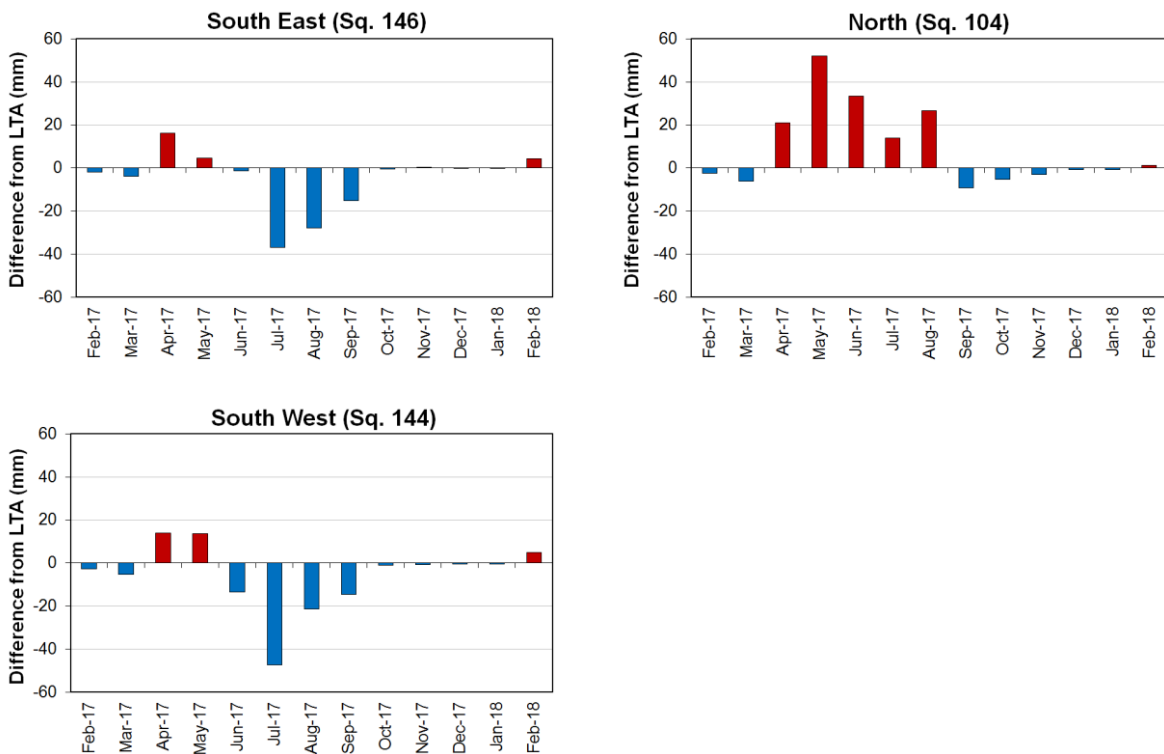 South East (Sq. 146)
Difference from LTA (mm)
60
40
20
0
-20
-40
-60
Feb-17
Mar-17
Apr-17
May-17
Jun-17
Jul-17
Aug-17
Sep-17
Oct-17
Nov-17
Dec-17
Jan-18
Feb-18
North (Sq. 104)
Difference from LTA (mm)
60
40
20
0
-20
-40
-60
Feb-17
Mar-17
Apr-17
May-17
Jun-17
Jul-17
Aug-17
Sep-17
Oct-17
Nov-17
Dec-17
Jan-18
Feb-18
South West (Sq. 144)
Difference from LTA (mm)
60
40
20
0
-20
-40
-60
Feb-17
Mar-17
Apr-17
May-17
Jun-17
Jul-17
Aug-17
Sep-17
Oct-17
Nov-17
Dec-17
Jan-18
Feb-18